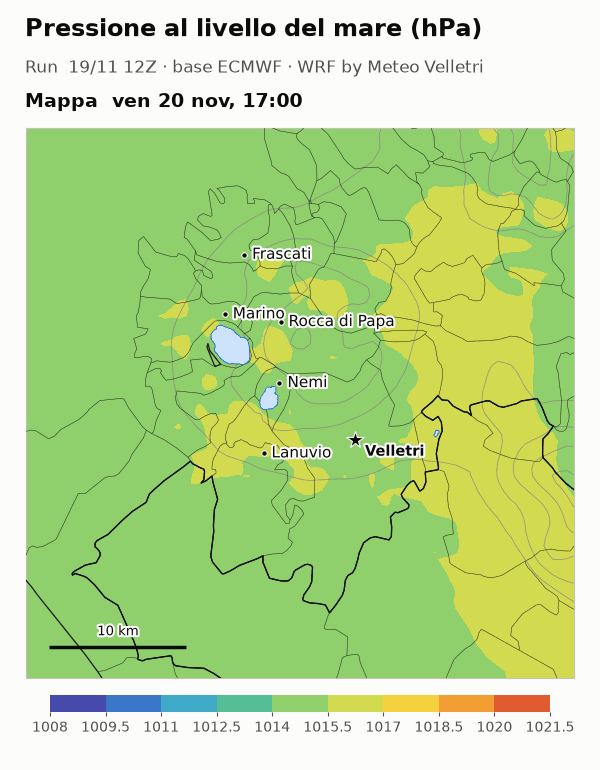 Pressione al livello del mare (hPa)
Run  19/11 12Z · base ECMWF · WRF by Meteo Velletri
Mappa  ven 20 nov, 17:00
Frascati
Marino
Rocca di Papa
Nemi
Velletri
Lanuvio
10 km
1008 1009.5 1011 1012.5 1014 1015.5 1017 1018.5 1020 1021.5